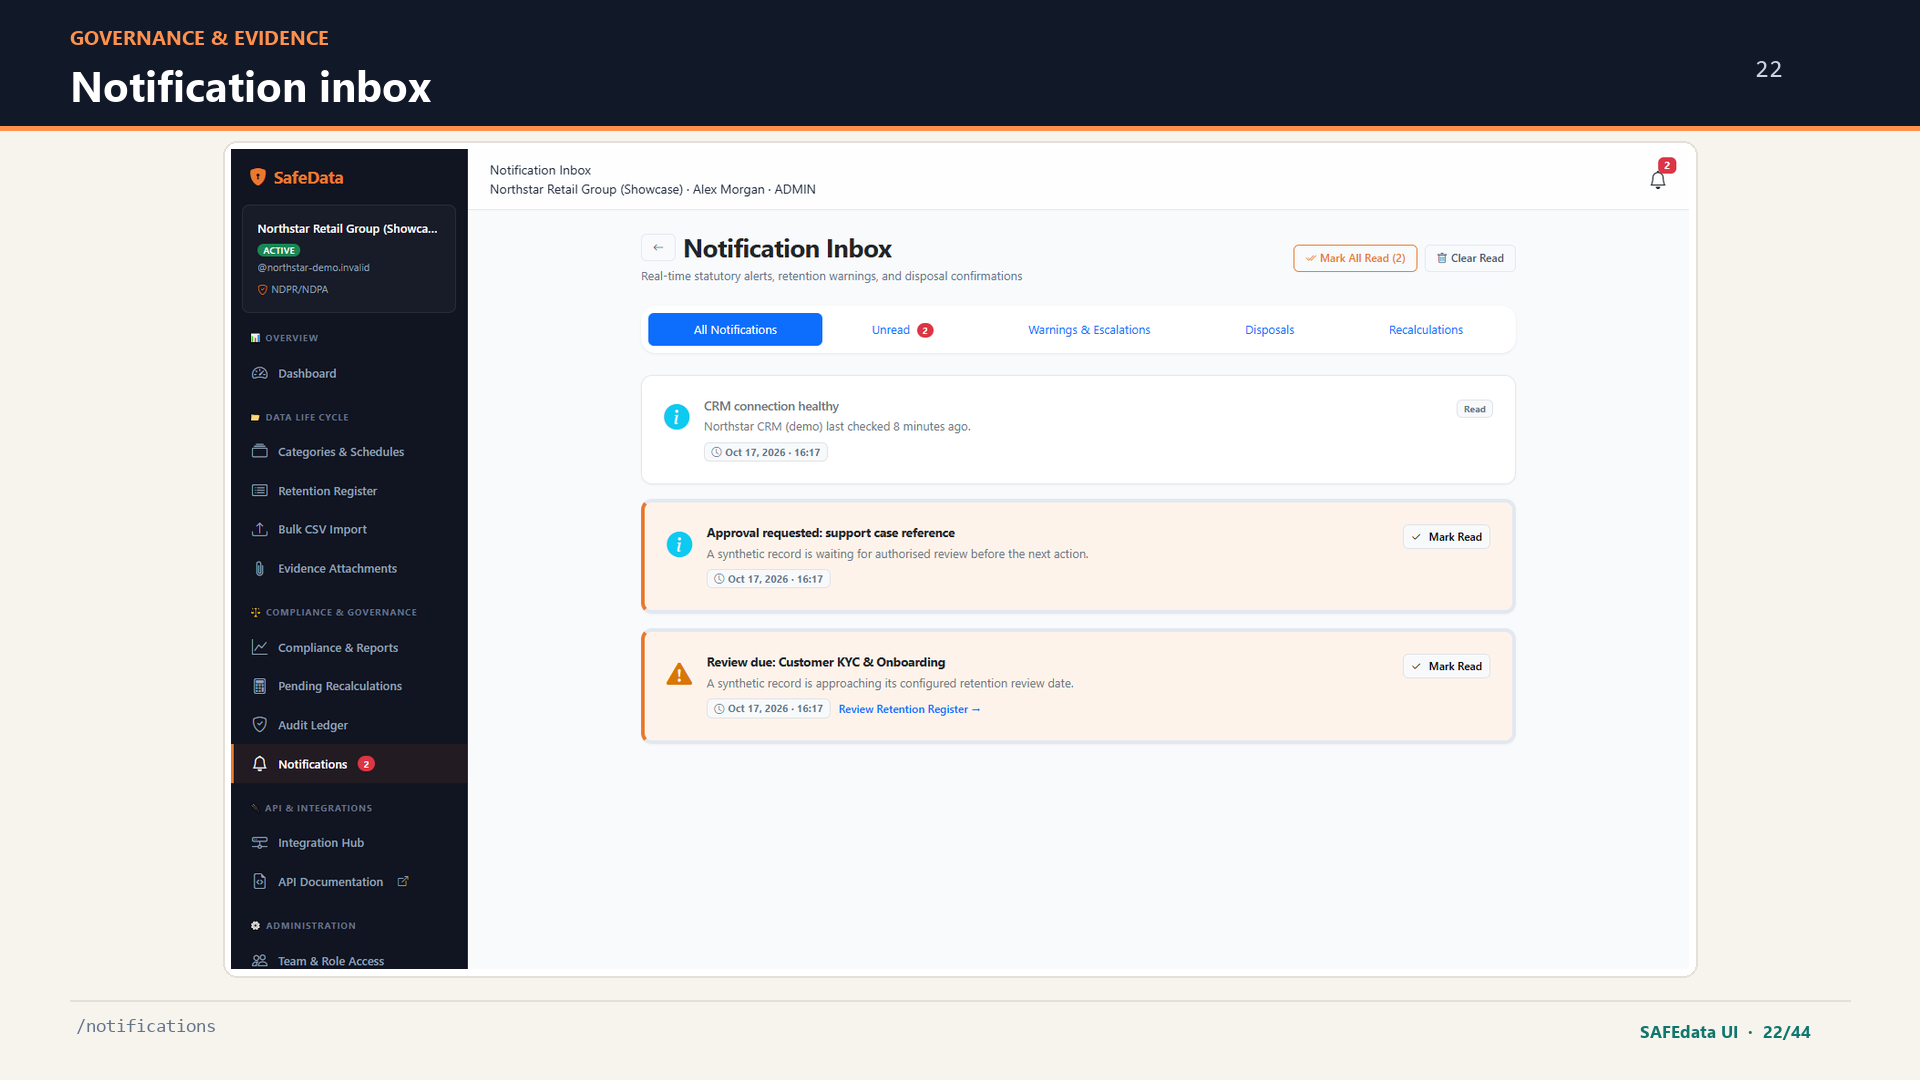 GOVERNANCE & EVIDENCE
Notification inbox
22
SafeData
Northstar Retail Group (Showca...
ACTIVE
@northstar-demo.invalid
NDPR/NDPA
OVERVIEW
Dashboard
DATA LIFE CYCLE
Categories & Schedules
Retention Register
Bulk CSV Import
Evidence Attachments
COMPLIANCE & GOVERNANCE
Compliance & Reports
Pending Recalculations
Audit Ledger
Notifications 2
API & INTEGRATIONS
Integration Hub
API Documentation
ADMINISTRATION
Team & Role Access
Notification Inbox
Northstar Retail Group (Showcase) · Alex Morgan · ADMIN
2
← Notification Inbox
Real-time statutory alerts, retention warnings, and disposal confirmations
Mark All Read (2) Clear Read
All Notifications Unread 2 Warnings & Escalations Disposals Recalculations
CRM connection healthy
Northstar CRM (demo) last checked 8 minutes ago.
Oct 17, 2026 · 16:17
Read
Approval requested: support case reference
A synthetic record is waiting for authorised review before the next action.
Oct 17, 2026 · 16:17
Mark Read
Review due: Customer KYC & Onboarding
A synthetic record is approaching its configured retention review date.
Oct 17, 2026 · 16:17 Review Retention Register →
Mark Read
/notifications
SAFEdata UI · 22/44